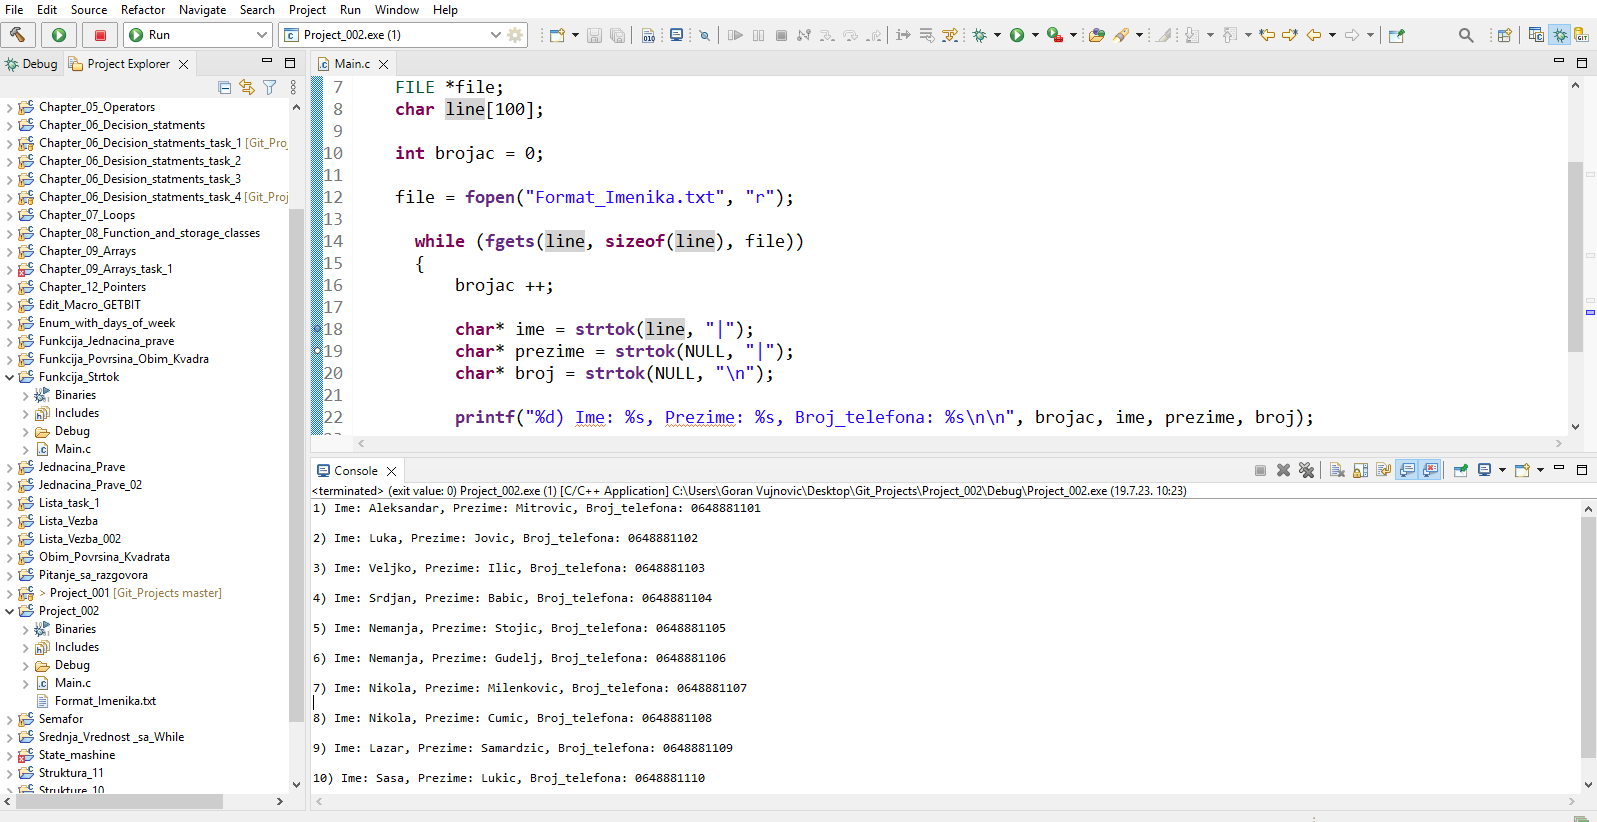 File Edit Source Refactor Navigate Search Project Run Window Help
Run
Project_002.exe (1)
Debug
Project Explorer
Main.c
Chapter_05_Operators
Chapter_06_Decision_statments
Chapter_06_Decision_statments_task_1 [Git_Proj
Chapter_06_Desision_statments_task_2
Chapter_06_Desision_statments_task_3
Chapter_06_Desision_statments_task_4 [Git_Proj
Chapter_07_Loops
Chapter_08_Function_and_storage_classes
Chapter_09_Arrays
Chapter_09_Arrays_task_1
Chapter_12_Pointers
Edit_Macro_GETBIT
Enum_with_days_of_week
Funkcija_Jednacina_prave
Funkcija_Povrsina_Obim_Kvadra
Funkcija_Strtok
Binaries
Includes
Debug
Main.c
Jednacina_Prave
Jednacina_Prave_02
Lista_task_1
Lista_Vezba
Lista_Vezba_002
Obim_Povrsina_Kvadrata
Pitanje_sa_razgovora
> Project_001 [Git_Projects master]
Project_002
Binaries
Includes
Debug
Main.c
Format_Imenika.txt
Semafor
Srednja_Vrednost _sa_While
State_mashine
Struktura_11
Strukture_10
7 FILE *file;
8 char line[100];
9
10 int brojac = 0;
11
12 file = fopen("Format_Imenika.txt", "r");
13
14 while (fgets(line, sizeof(line), file))
15 {
16 brojac ++;
17
18 char* ime = strtok(line, "|");
19 char* prezime = strtok(NULL, "|");
20 char* broj = strtok(NULL, "\n");
21
22 printf("%d) Ime: %s, Prezime: %s, Broj_telefona: %s\n\n", brojac, ime, prezime, broj);
Console
<terminated> (exit value: 0) Project_002.exe (1) [C/C++ Application] C:\Users\Goran Vujnovic\Desktop\Git_Projects\Project_002\Debug\Project_002.exe (19.7.23. 10:23)
1) Ime: Aleksandar, Prezime: Mitrovic, Broj_telefona: 0648881101
2) Ime: Luka, Prezime: Jovic, Broj_telefona: 0648881102
3) Ime: Veljko, Prezime: Ilic, Broj_telefona: 0648881103
4) Ime: Srdjan, Prezime: Babic, Broj_telefona: 0648881104
5) Ime: Nemanja, Prezime: Stojic, Broj_telefona: 0648881105
6) Ime: Nemanja, Prezime: Gudelj, Broj_telefona: 0648881106
7) Ime: Nikola, Prezime: Milenkovic, Broj_telefona: 0648881107
8) Ime: Nikola, Prezime: Cumic, Broj_telefona: 0648881108
9) Ime: Lazar, Prezime: Samardzic, Broj_telefona: 0648881109
10) Ime: Sasa, Prezime: Lukic, Broj_telefona: 0648881110